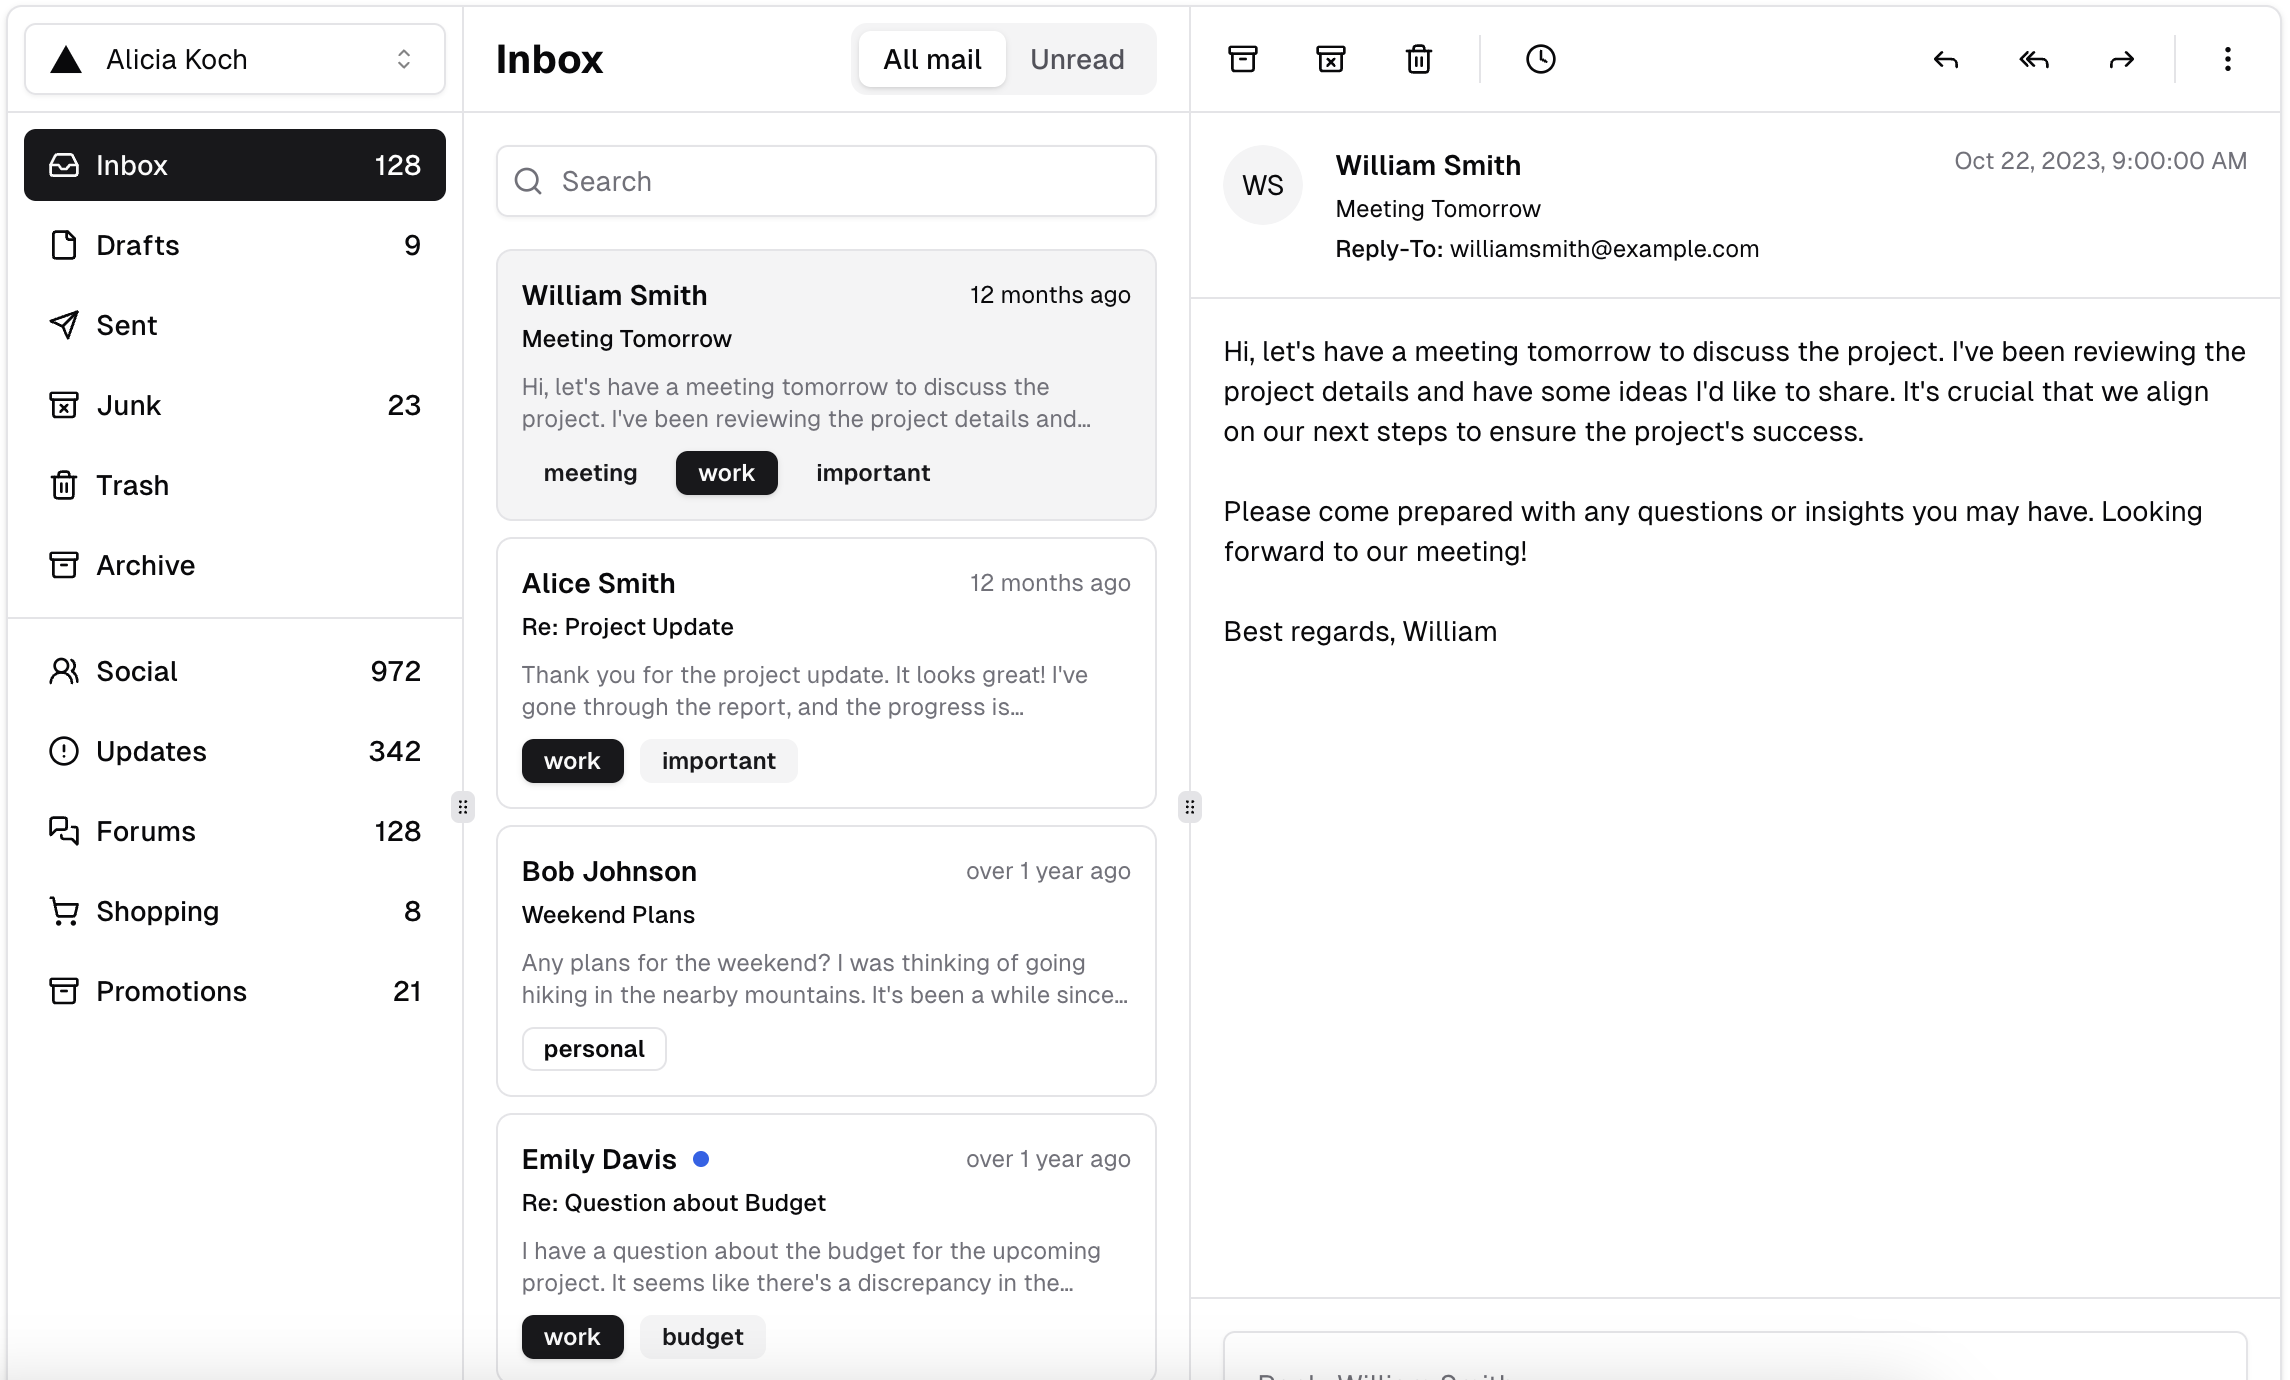 Alicia Koch
Inbox 128
Drafts 9
Sent
Junk 23
Trash
Archive
Social 972
Updates 342
Forums 128
Shopping 8
Promotions 21
Inbox
All mail
Unread
Search
William Smith 12 months ago
Meeting Tomorrow
Hi, let's have a meeting tomorrow to discuss the
project. I've been reviewing the project details and…
meeting work important
Alice Smith 12 months ago
Re: Project Update
Thank you for the project update. It looks great! I've
gone through the report, and the progress is…
work important
Bob Johnson over 1 year ago
Weekend Plans
Any plans for the weekend? I was thinking of going
hiking in the nearby mountains. It's been a while since…
personal
Emily Davis over 1 year ago
Re: Question about Budget
I have a question about the budget for the upcoming
project. It seems like there's a discrepancy in the…
work budget
WS
William Smith Oct 22, 2023, 9:00:00 AM
Meeting Tomorrow
Reply-To: williamsmith@example.com
Hi, let's have a meeting tomorrow to discuss the project. I've been reviewing the
project details and have some ideas I'd like to share. It's crucial that we align
on our next steps to ensure the project's success.
Please come prepared with any questions or insights you may have. Looking
forward to our meeting!
Best regards, William